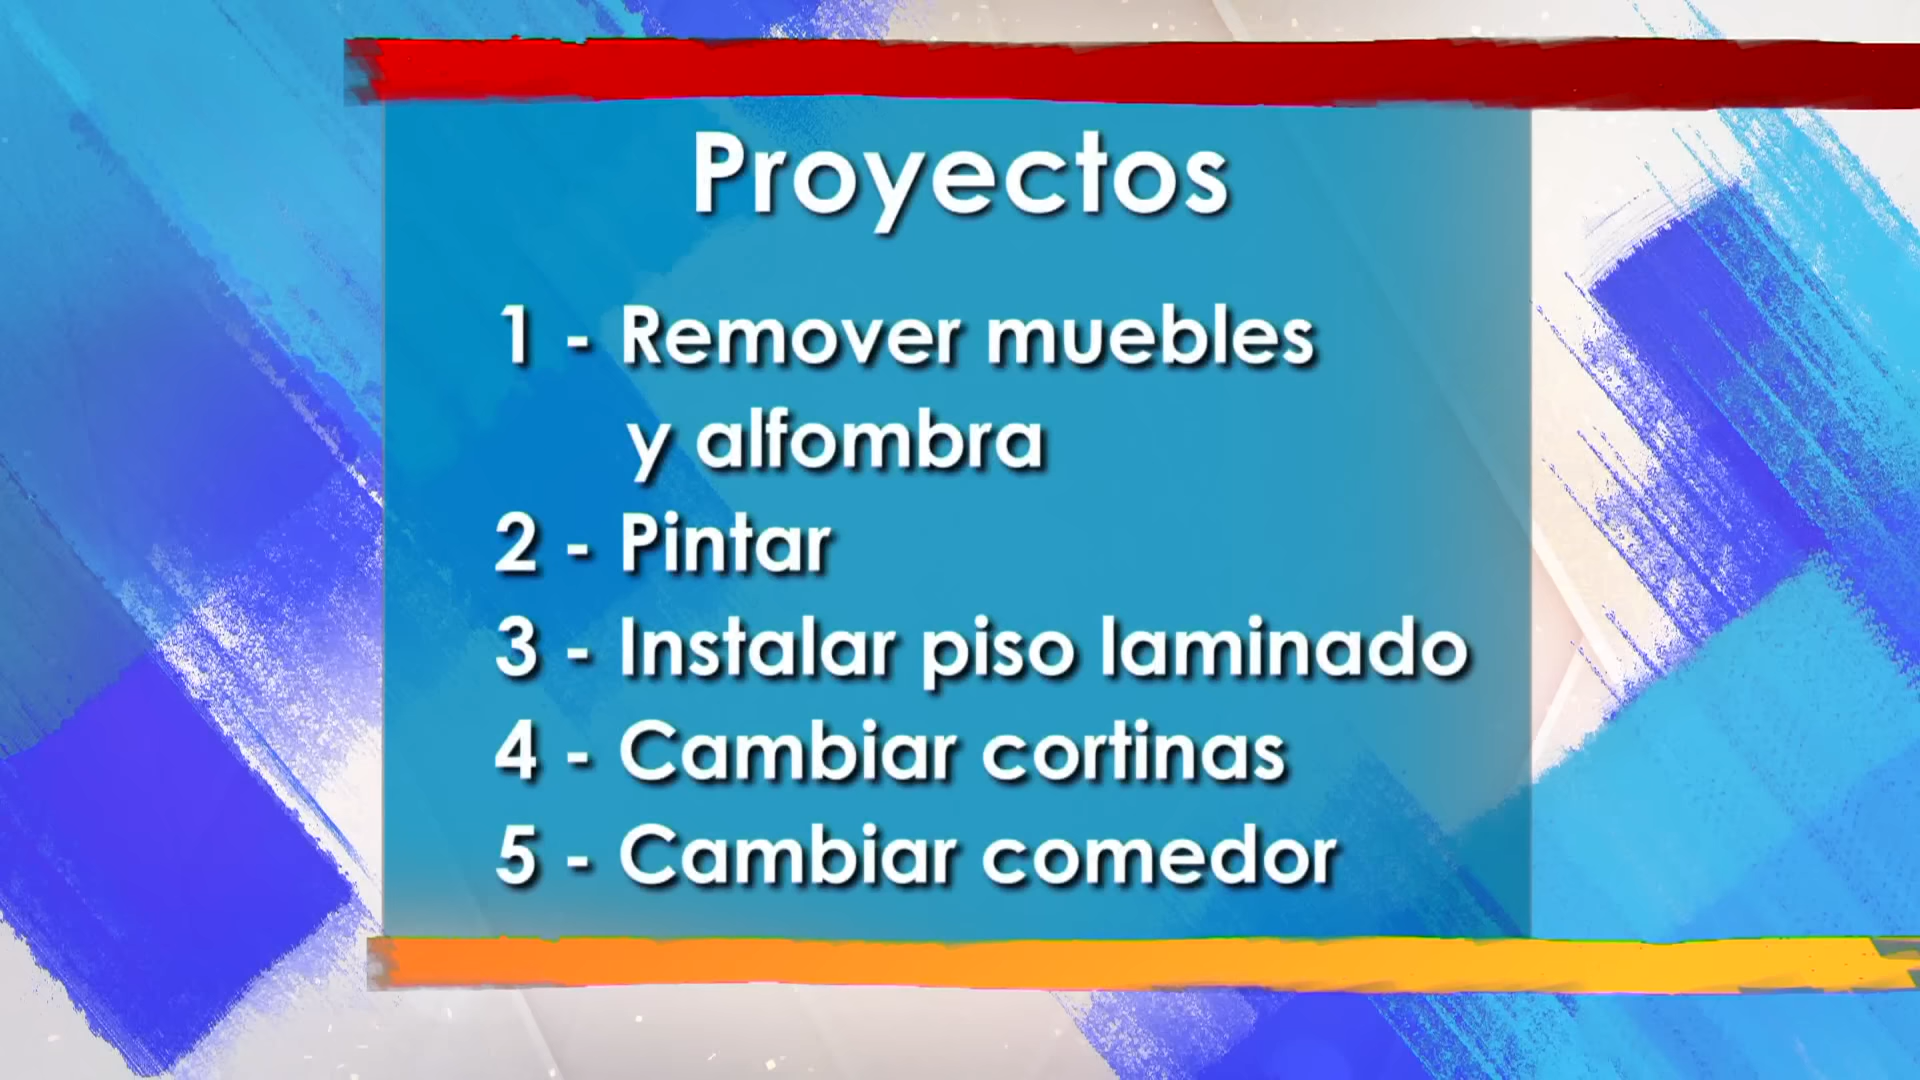 Proyectos
1 - Remover muebles
y alfombra
2 - Pintar
3 - Instalar piso laminado
4 - Cambiar cortinas
5 - Cambiar comedor